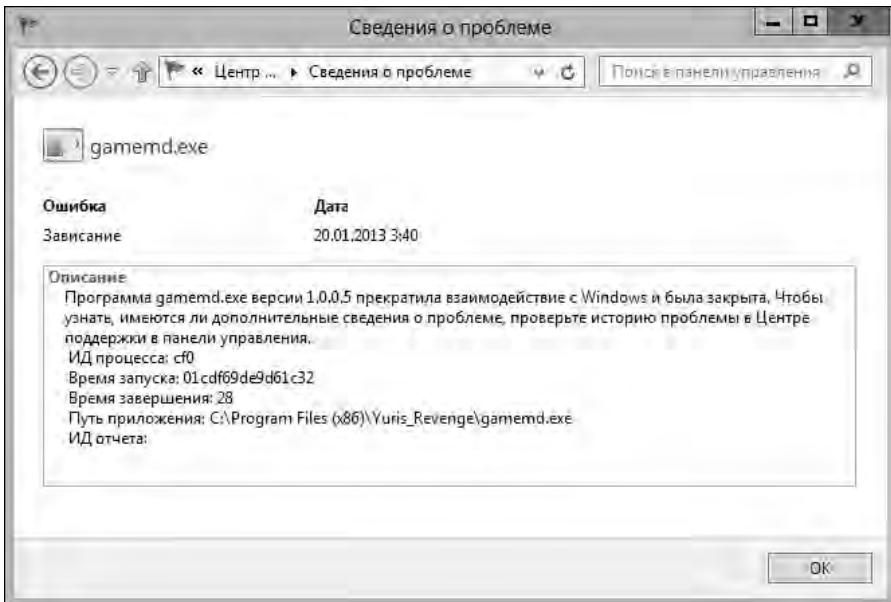 Сведения о проблеме
« Центр ... ▸ Сведения о проблеме
Поиск в панели управления
gamemd.exe
Ошибка Дата
Зависание 20.01.2013 3:40
Описание
Программа gamemd.exe версии 1.0.0.5 прекратила взаимодействие с Windows и была закрыта. Чтобы
узнать, имеются ли дополнительные сведения о проблеме, проверьте историю проблемы в Центре
поддержки в панели управления.
ИД процесса: cf0
Время запуска: 01cdf69de9d61c32
Время завершения: 28
Путь приложения: C:\Program Files (x86)\Yuris_Revenge\gamemd.exe
ИД отчета:
OK